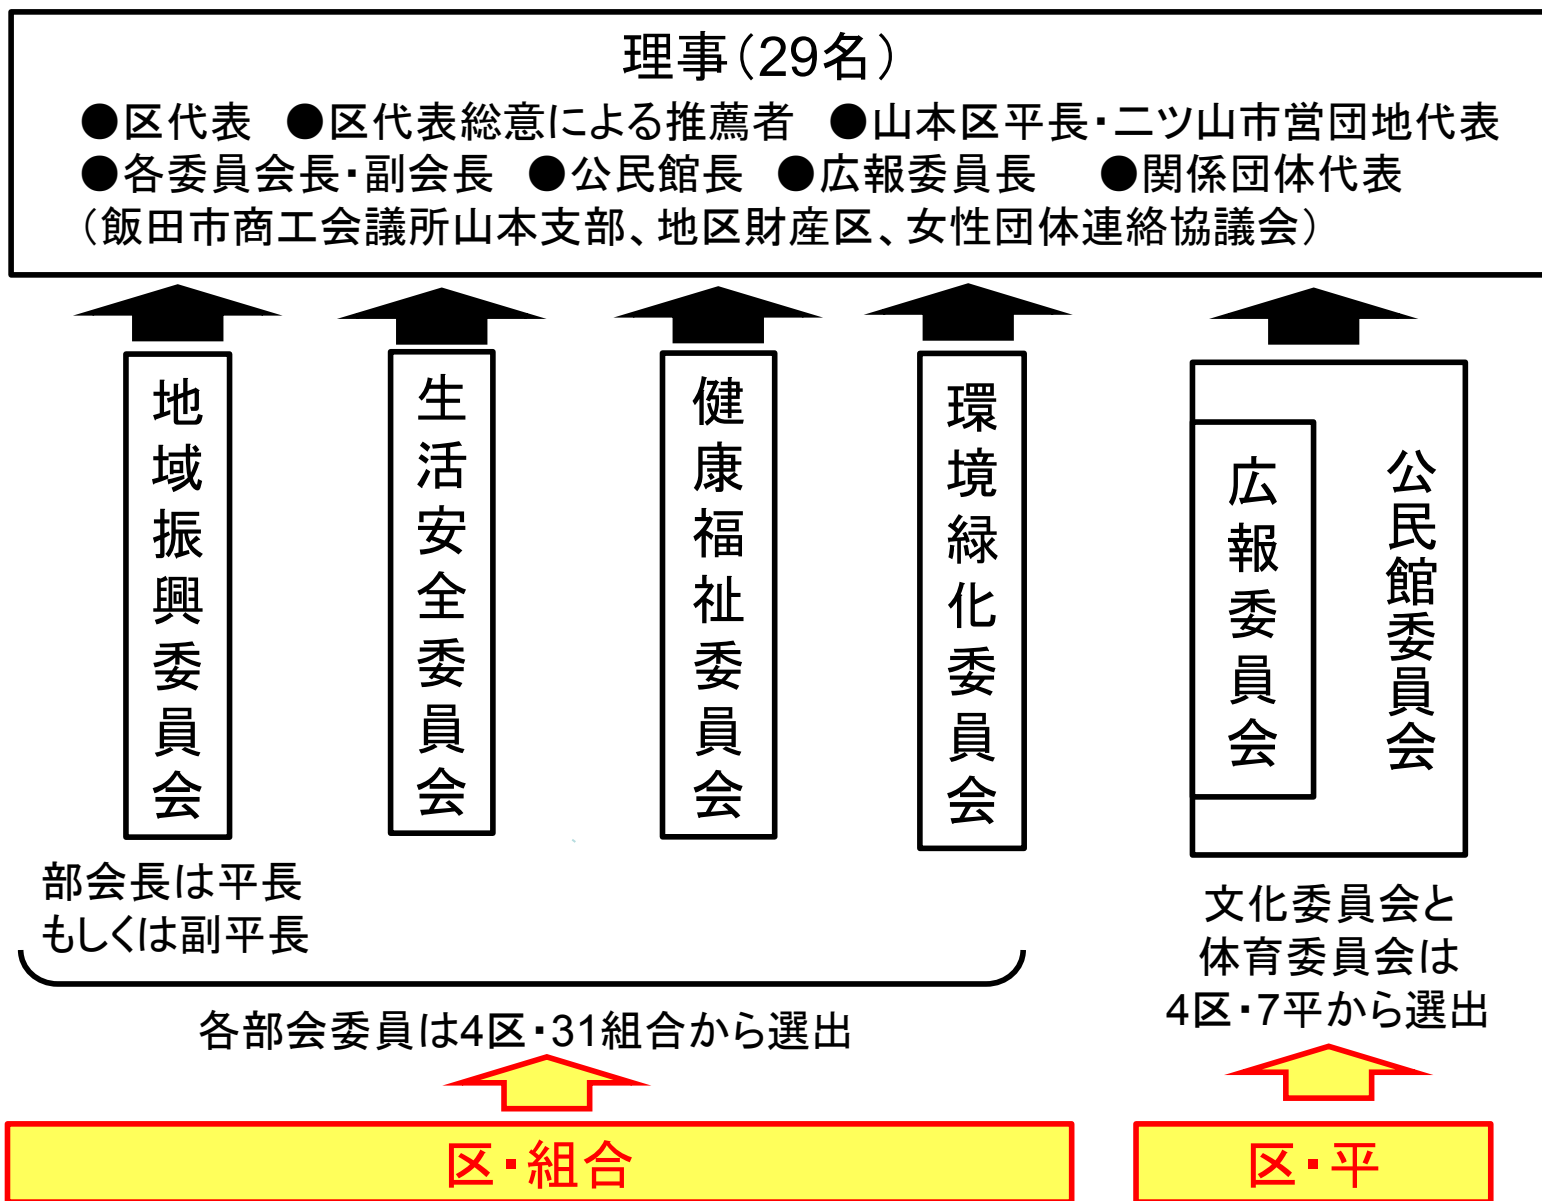 理事（29名）
●区代表　●区代表総意による推薦者　●山本区平長・二ツ山市営団地代表
●各委員会長・副会長　●公民館長　●広報委員長　●関係団体代表
（飯田市商工会議所山本支部、地区財産区、女性団体連絡協議会）
地域振興委員会
生活安全委員会
健康福祉委員会
環境緑化委員会
広報委員会
公民館委員会
部会長は平長
もしくは副平長
各部会委員は4区・31組合から選出
文化委員会と
体育委員会は
4区・7平から選出
区・組合
区・平